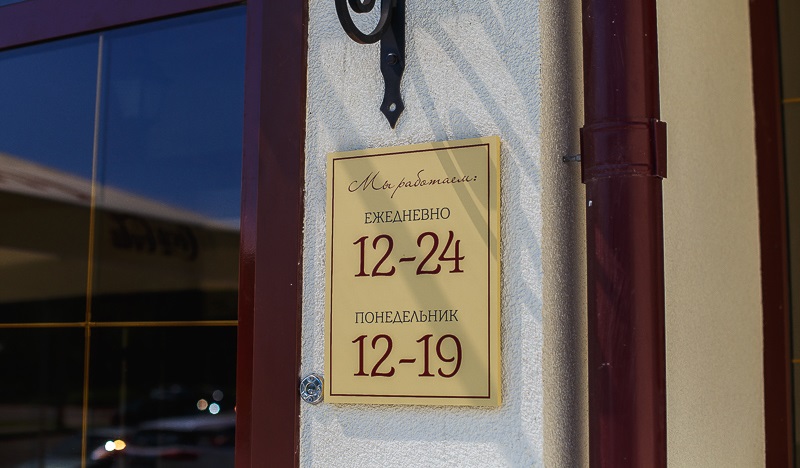 Мы работаем:
ЕЖЕДНЕВНО
12-24
ПОНЕДЕЛЬНИК
12-19